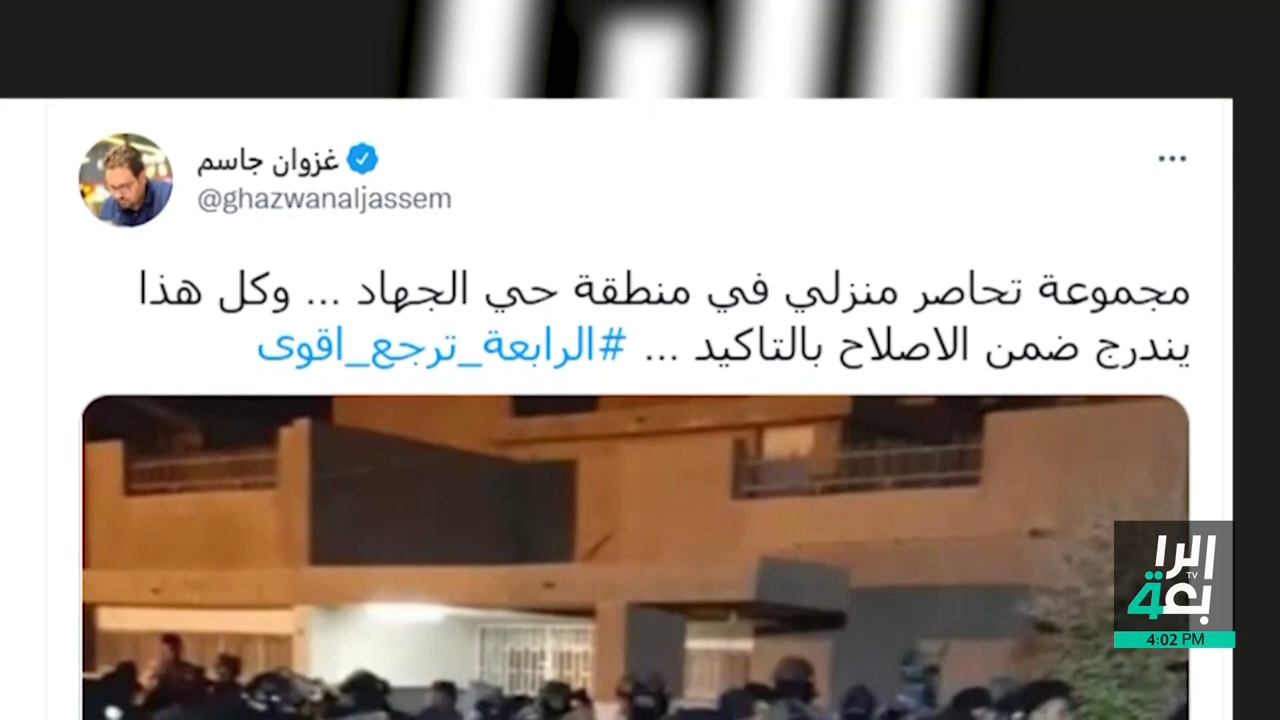 غزوان جاسم
@ghazwanaljassem
مجموعة تحاصر منزلي في منطقة حي الجهاد ... وكل هذا
يندرج ضمن الاصلاح بالتاكيد ... #الرابعة_ترجع_اقوى
الرا
TV
بعة
4:02 PM